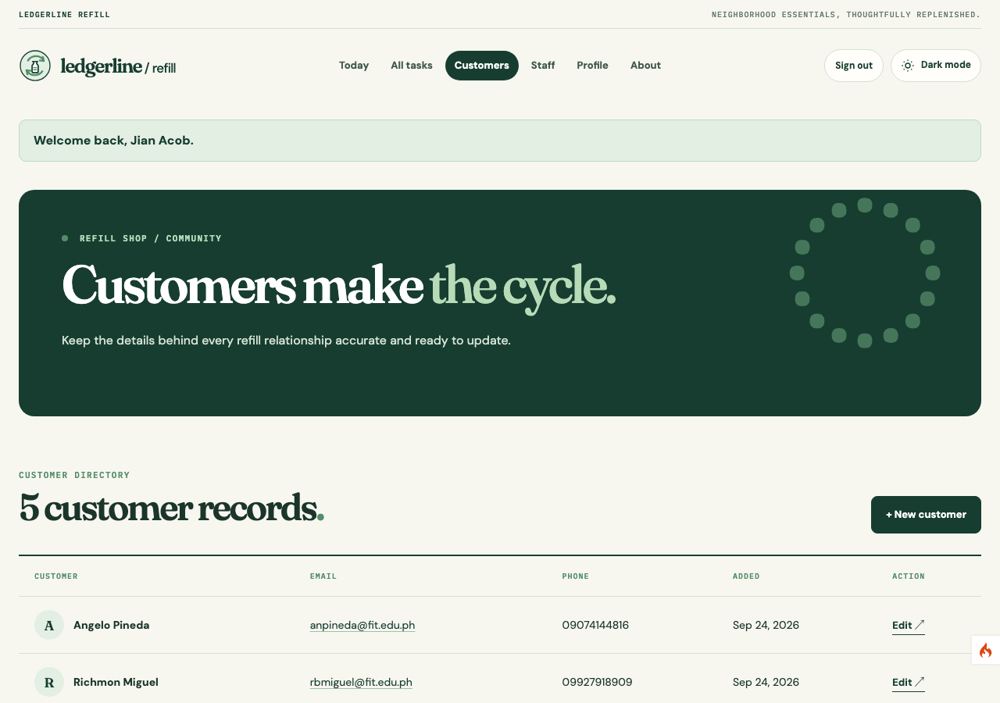 LEDGERLINE REFILL
NEIGHBORHOOD ESSENTIALS, THOUGHTFULLY REPLENISHED.
ledgerline / refill
Today
All tasks
Customers
Staff
Profile
About
Sign out
Dark mode
Welcome back, Jian Acob.
REFILL SHOP / COMMUNITY
Customers make the cycle.
Keep the details behind every refill relationship accurate and ready to update.
CUSTOMER DIRECTORY
5 customer records.
+ New customer
CUSTOMER EMAIL PHONE ADDED ACTION
A Angelo Pineda anpineda@fit.edu.ph 09074144816 Sep 24, 2026 Edit ↗
R Richmon Miguel rbmiguel@fit.edu.ph 09927918909 Sep 24, 2026 Edit ↗